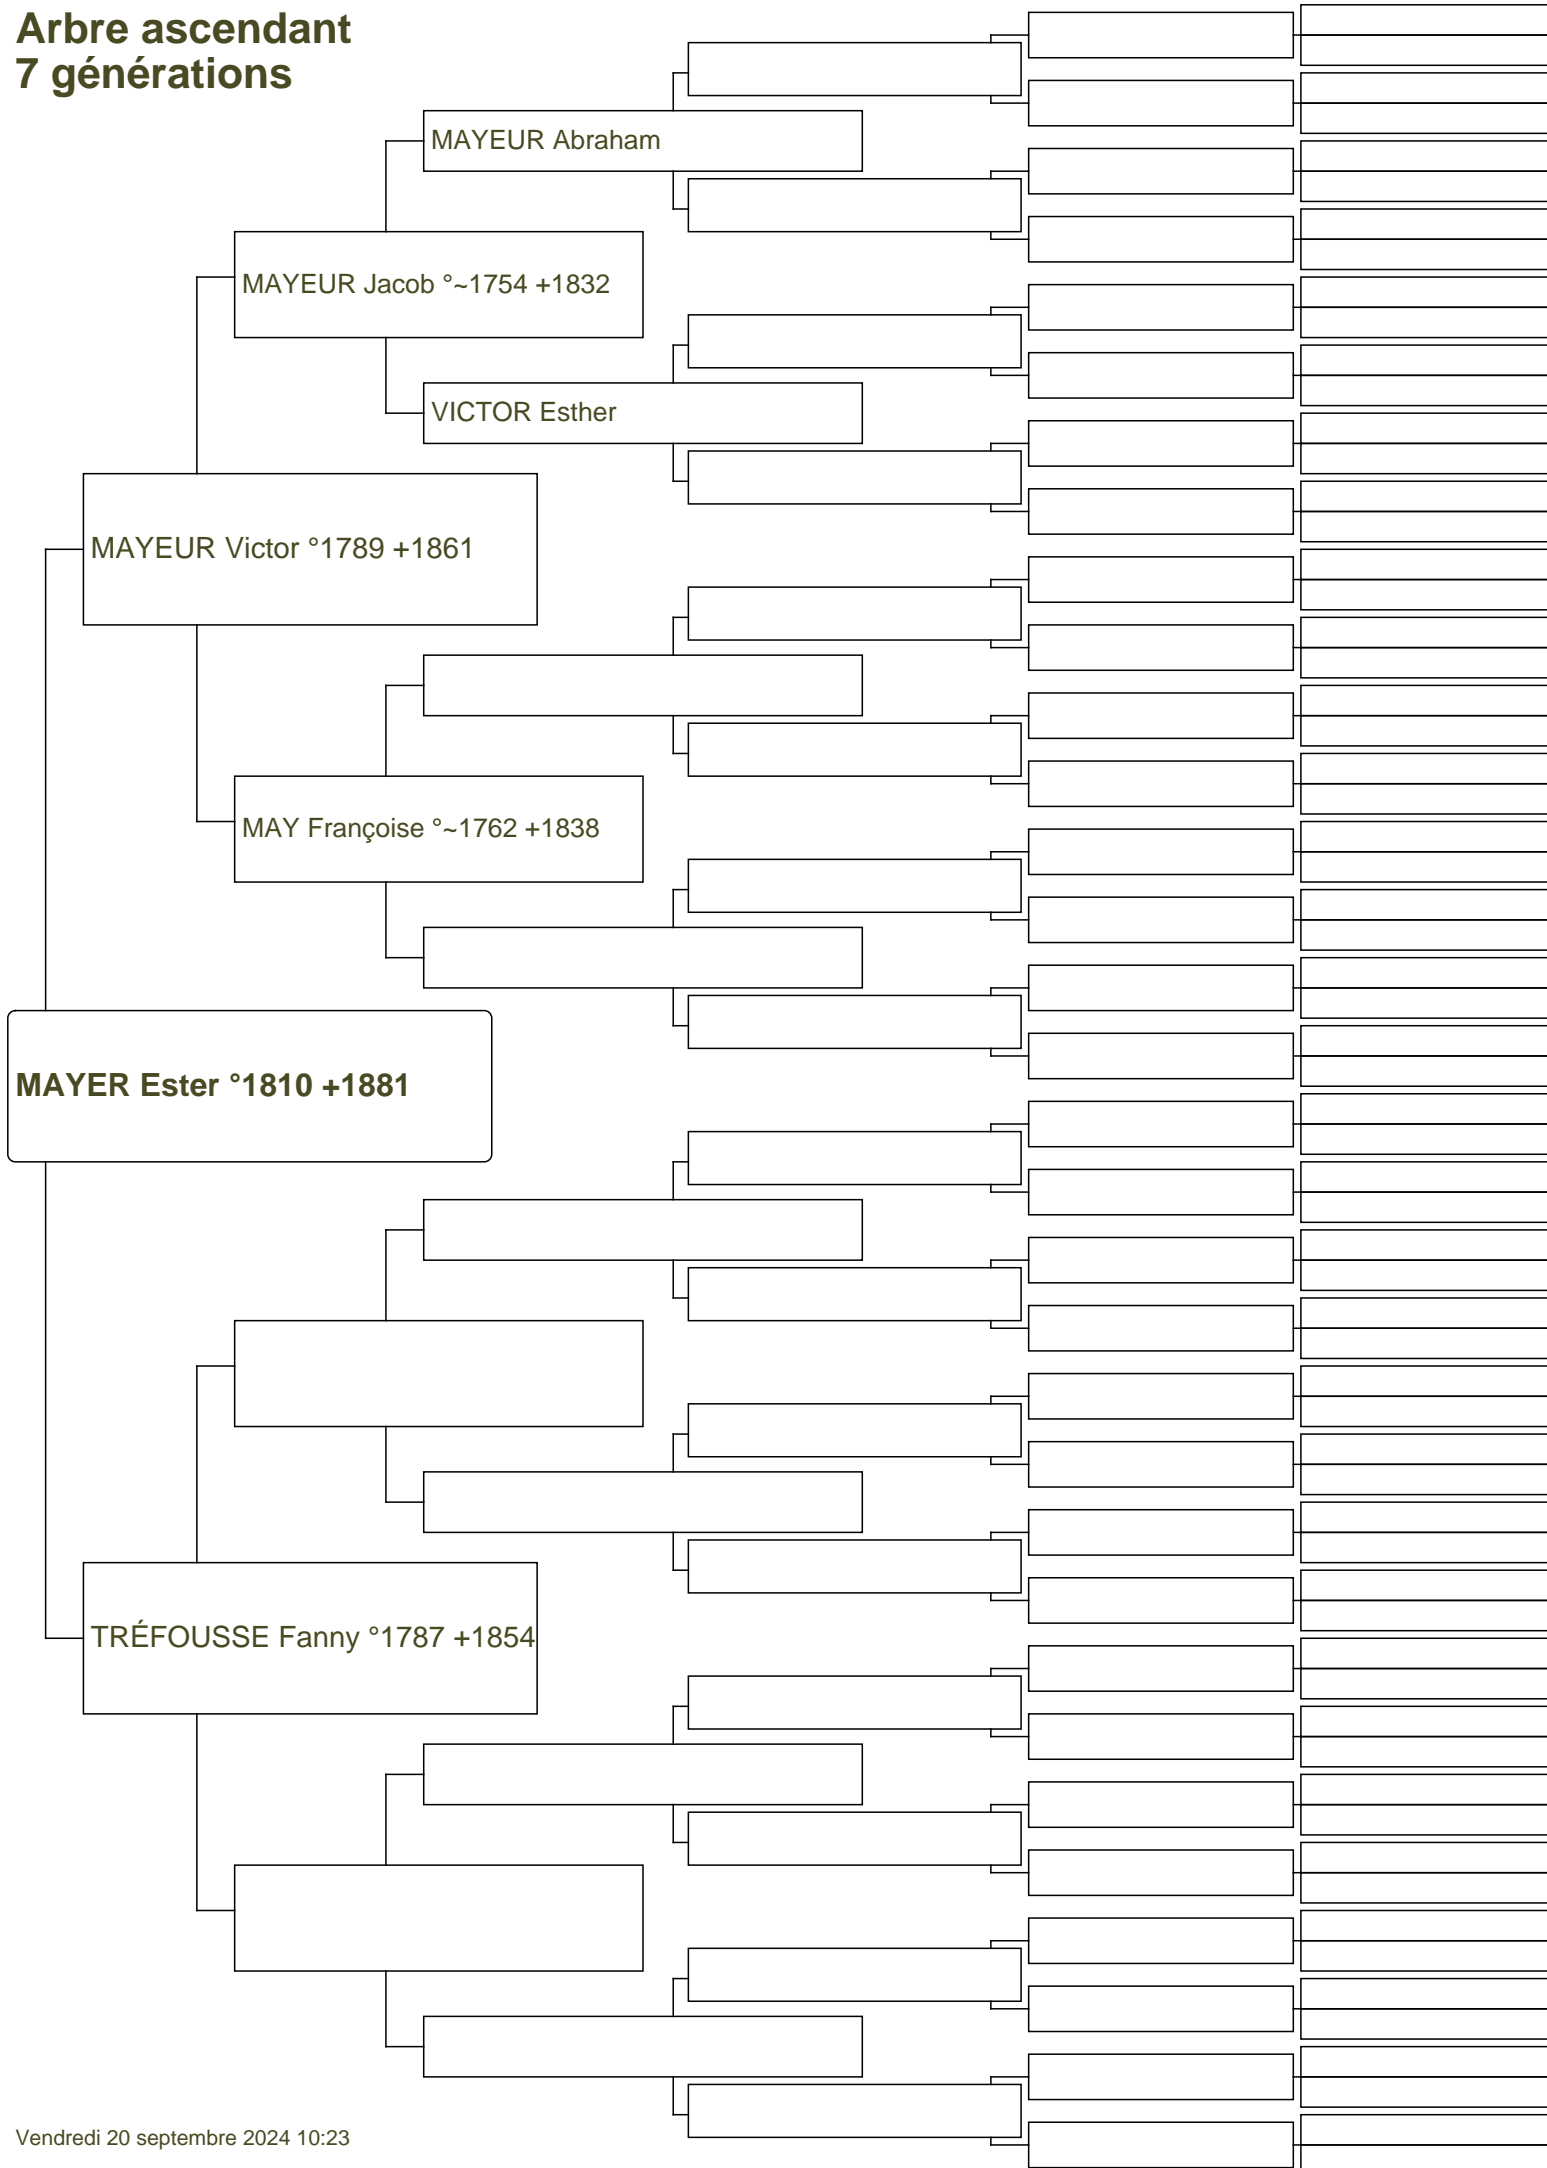 Arbre ascendant
7 générations
MAYEUR Abraham
MAYEUR Jacob °~1754 +1832
VICTOR Esther
MAYEUR Victor °1789 +1861
MAY Françoise °~1762 +1838
MAYER Ester °1810 +1881
TRÉFOUSSE Fanny °1787 +1854
Vendredi 20 septembre 2024 10:23